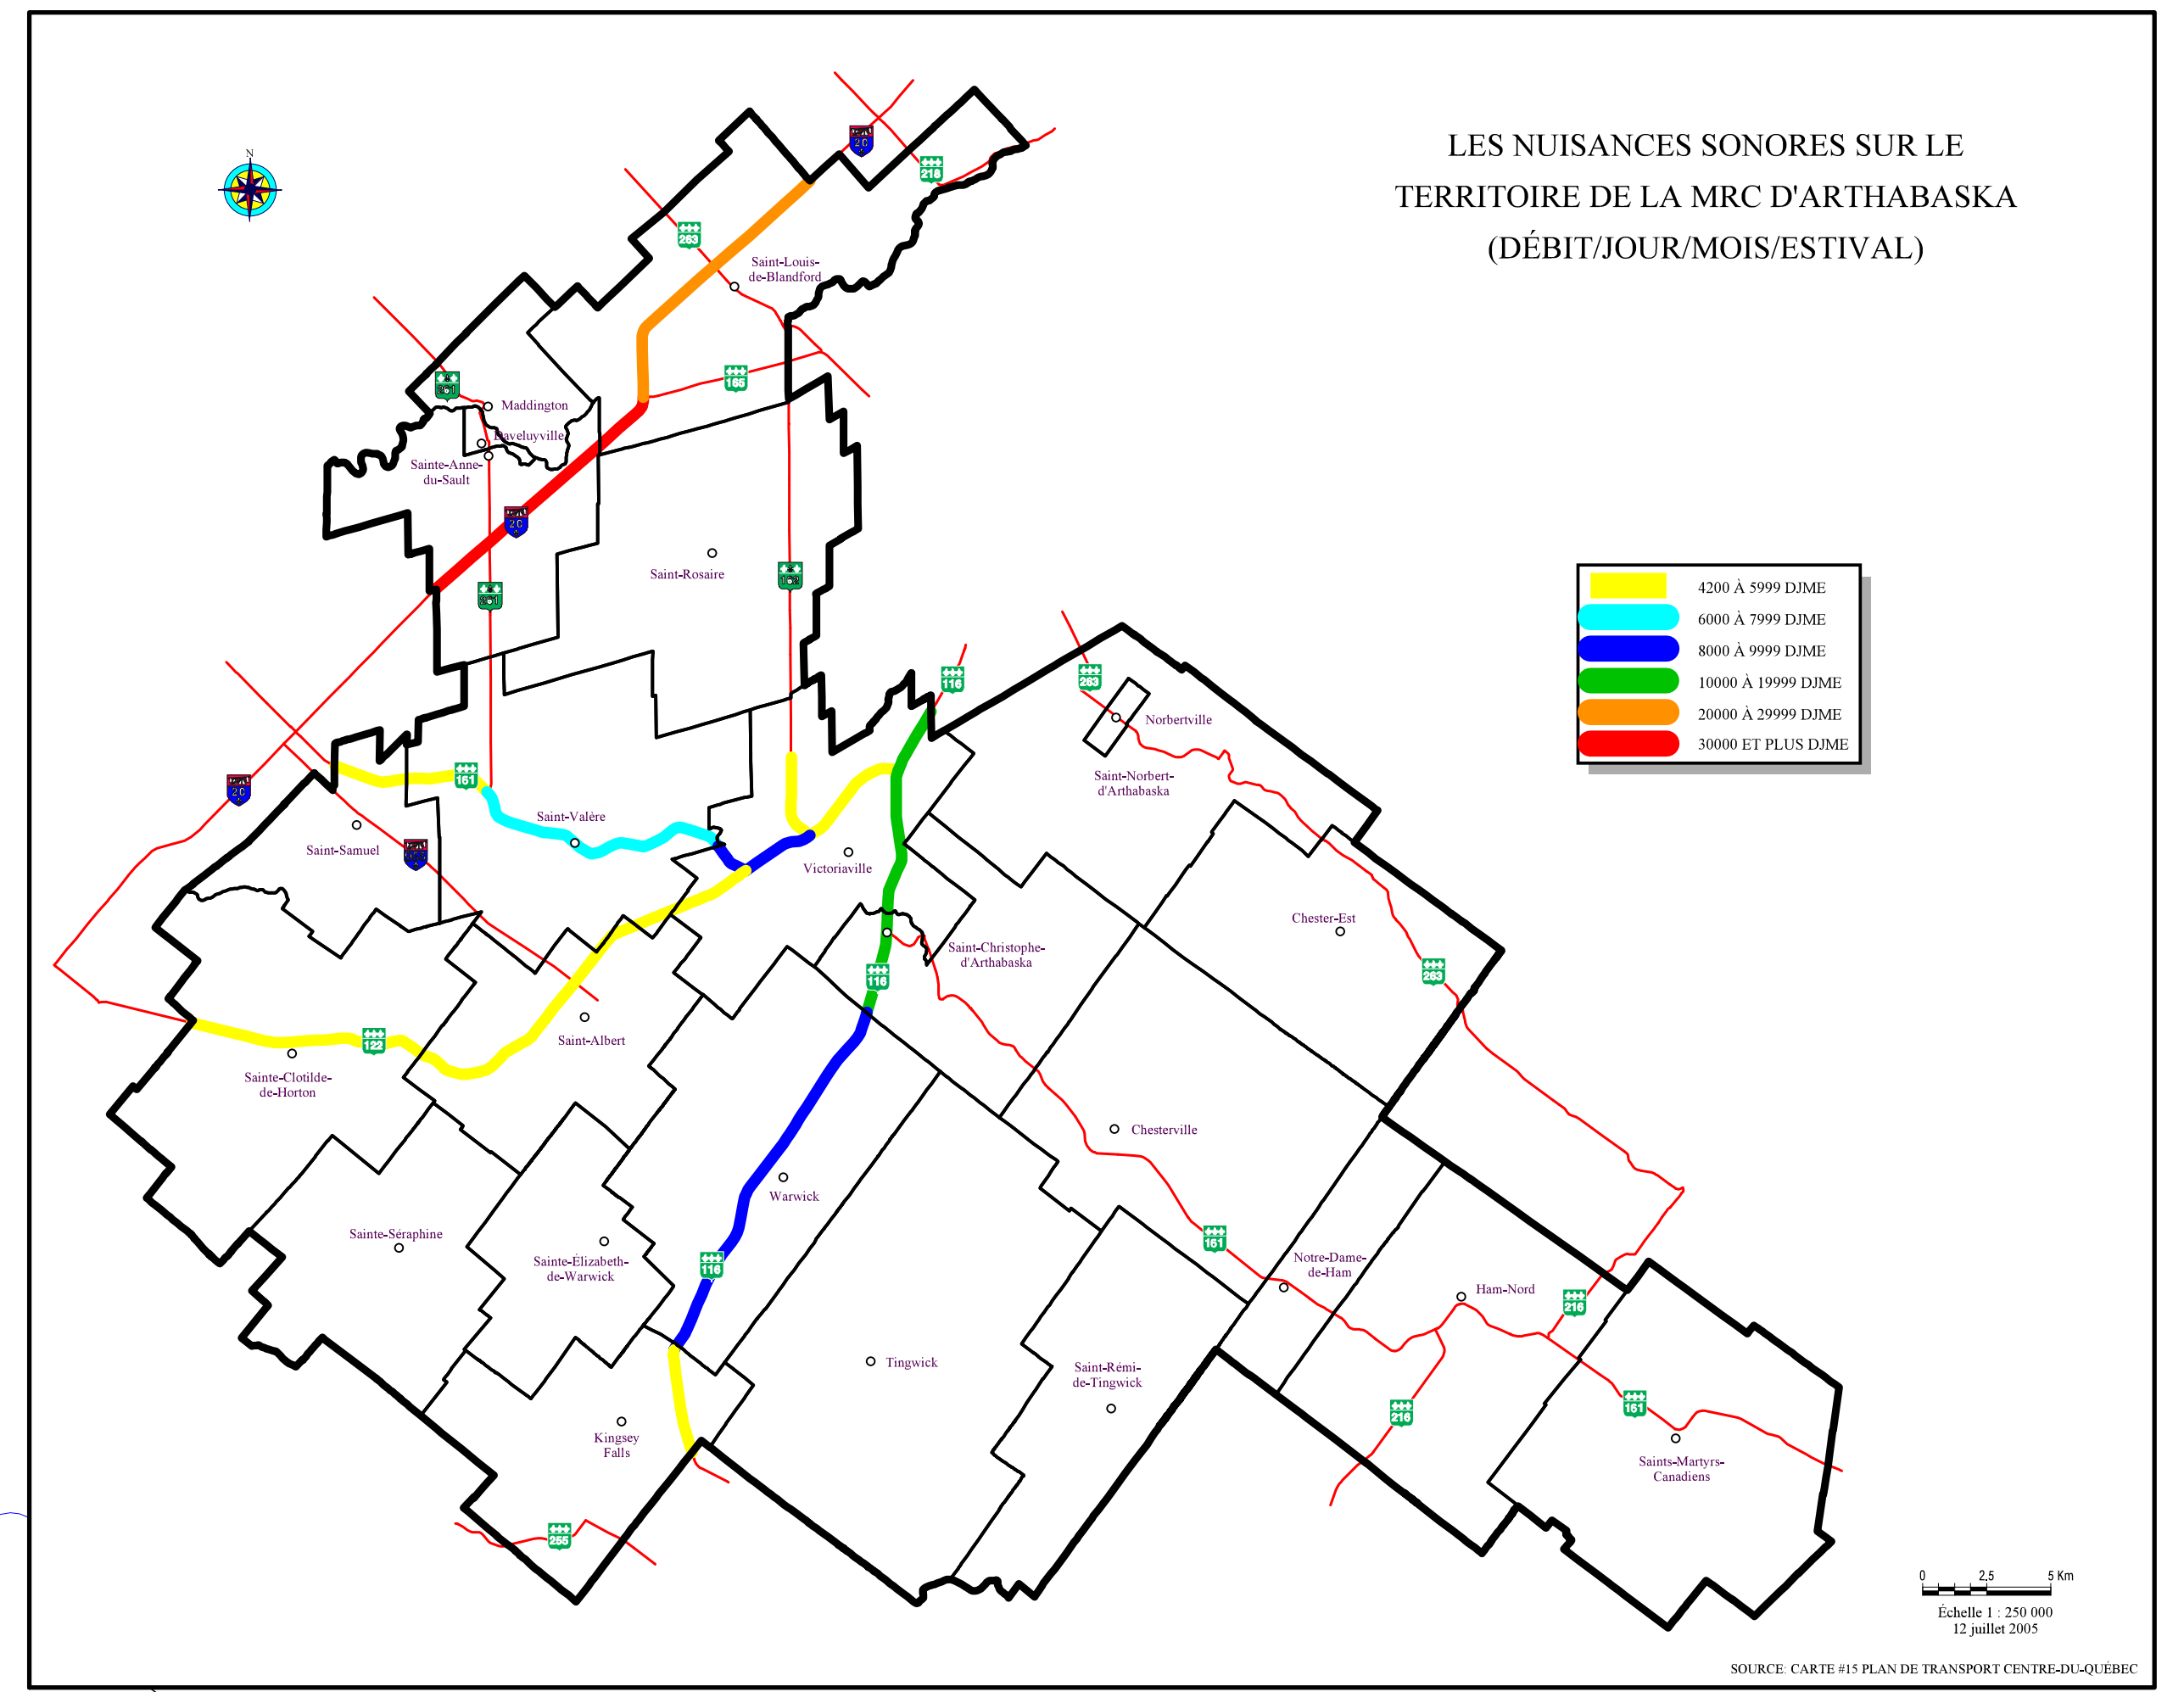 LES NUISANCES SONORES SUR LE
TERRITOIRE DE LA MRC D'ARTHABASKA
(DÉBIT/JOUR/MOIS/ESTIVAL)
N
20
218
263
Saint-Louis-
de-Blandford
165
Maddington
Daveluyville
Sainte-Anne-
du-Sault
20
Saint-Rosaire
4200 À 5999 DJME
6000 À 7999 DJME
8000 À 9999 DJME
10000 À 19999 DJME
20000 À 29999 DJME
30000 ET PLUS DJME
116
263
Norbertville
Saint-Norbert-
d'Arthabaska
161
20
Saint-Valère
Saint-Samuel
Victoriaville
Chester-Est
Saint-Christophe-
d'Arthabaska
116
263
122
Saint-Albert
Sainte-Clotilde-
de-Horton
Chesterville
Warwick
Sainte-Séraphine
Sainte-Élizabeth-
de-Warwick
116
161
Notre-Dame-
de-Ham
Ham-Nord
216
Tingwick
Saint-Rémi-
de-Tingwick
216
161
Kingsey
Falls
Saints-Martyrs-
Canadiens
255
0 2,5 5 Km
Échelle 1 : 250 000
12 juillet 2005
SOURCE: CARTE #15 PLAN DE TRANSPORT CENTRE-DU-QUÉBEC